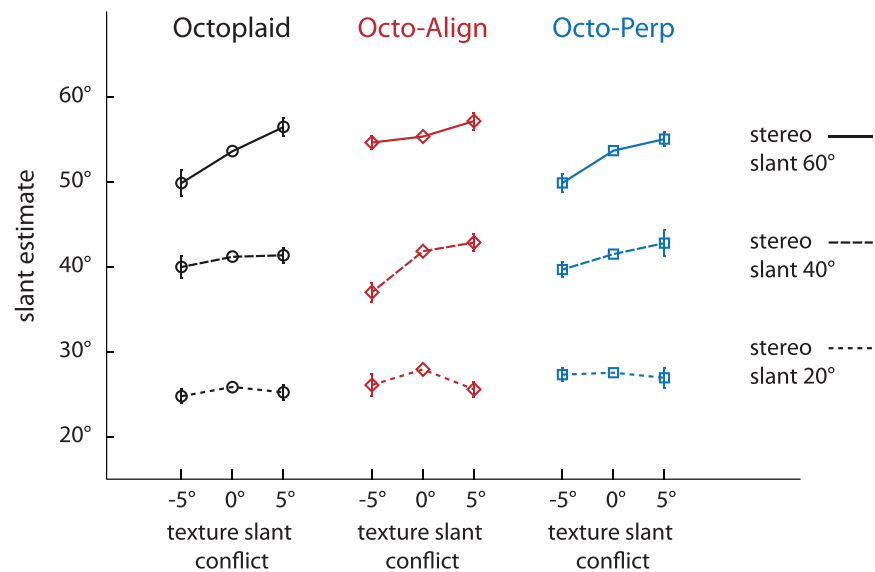 Octoplaid Octo-Align Octo-Perp
slant estimate
60°
50°
40°
30°
20°
stereo
slant 60°
stereo
slant 40°
stereo
slant 20°
-5° 0° 5° -5° 0° 5° -5° 0° 5°
texture slant texture slant texture slant
conflict conflict conflict